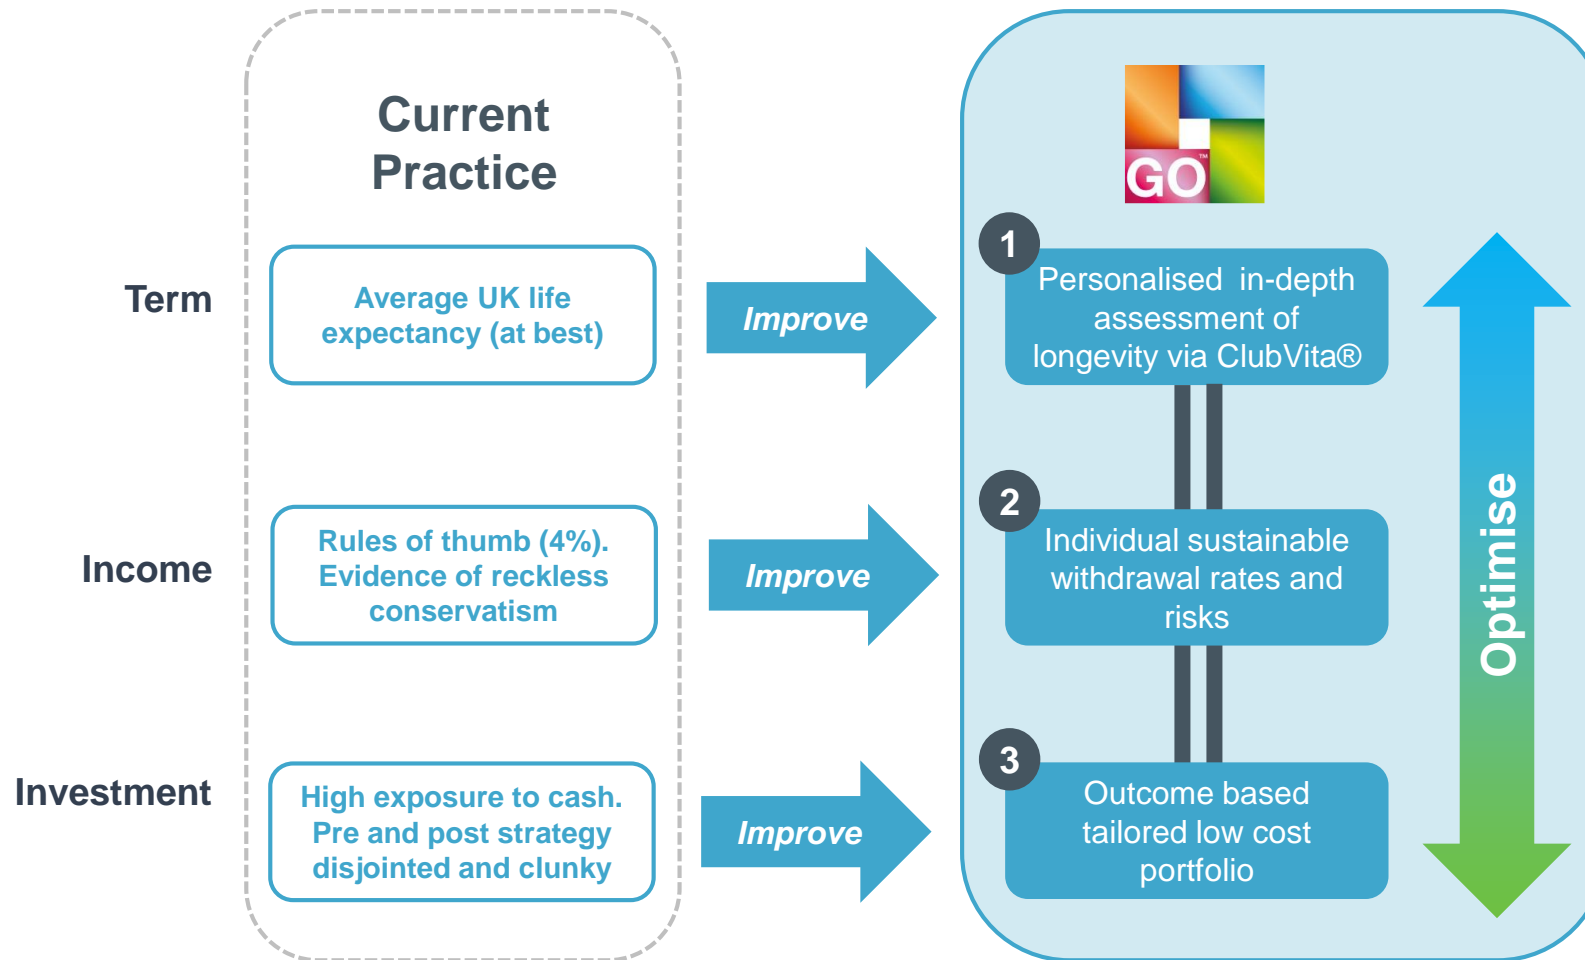 Current
Practice
GO™
Term
Average UK life
expectancy (at best)
Improve
1
Personalised in-depth
assessment of
longevity via ClubVita®
Income
Rules of thumb (4%).
Evidence of reckless
conservatism
Improve
2
Individual sustainable
withdrawal rates and
risks
Investment
High exposure to cash.
Pre and post strategy
disjointed and clunky
Improve
3
Outcome based
tailored low cost
portfolio
Optimise